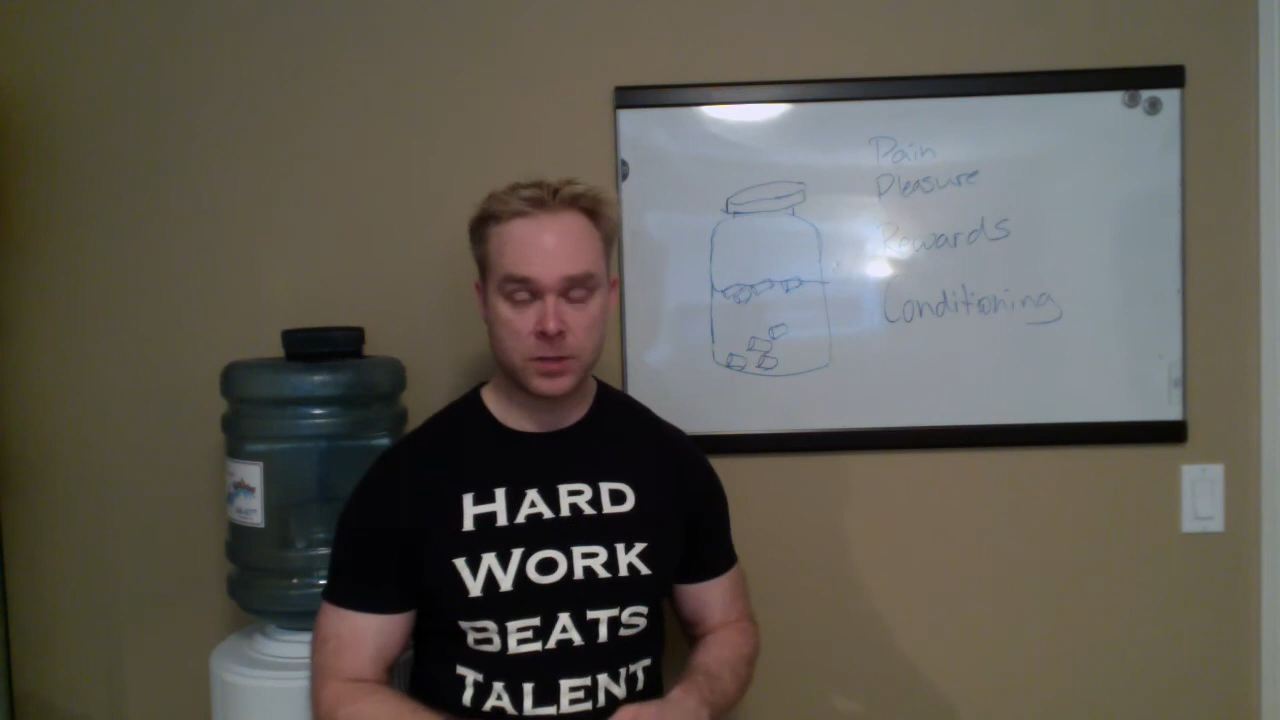 Pain
Pleasure
Rewards
Conditioning
HARD
WORK
BEATS
TALENT